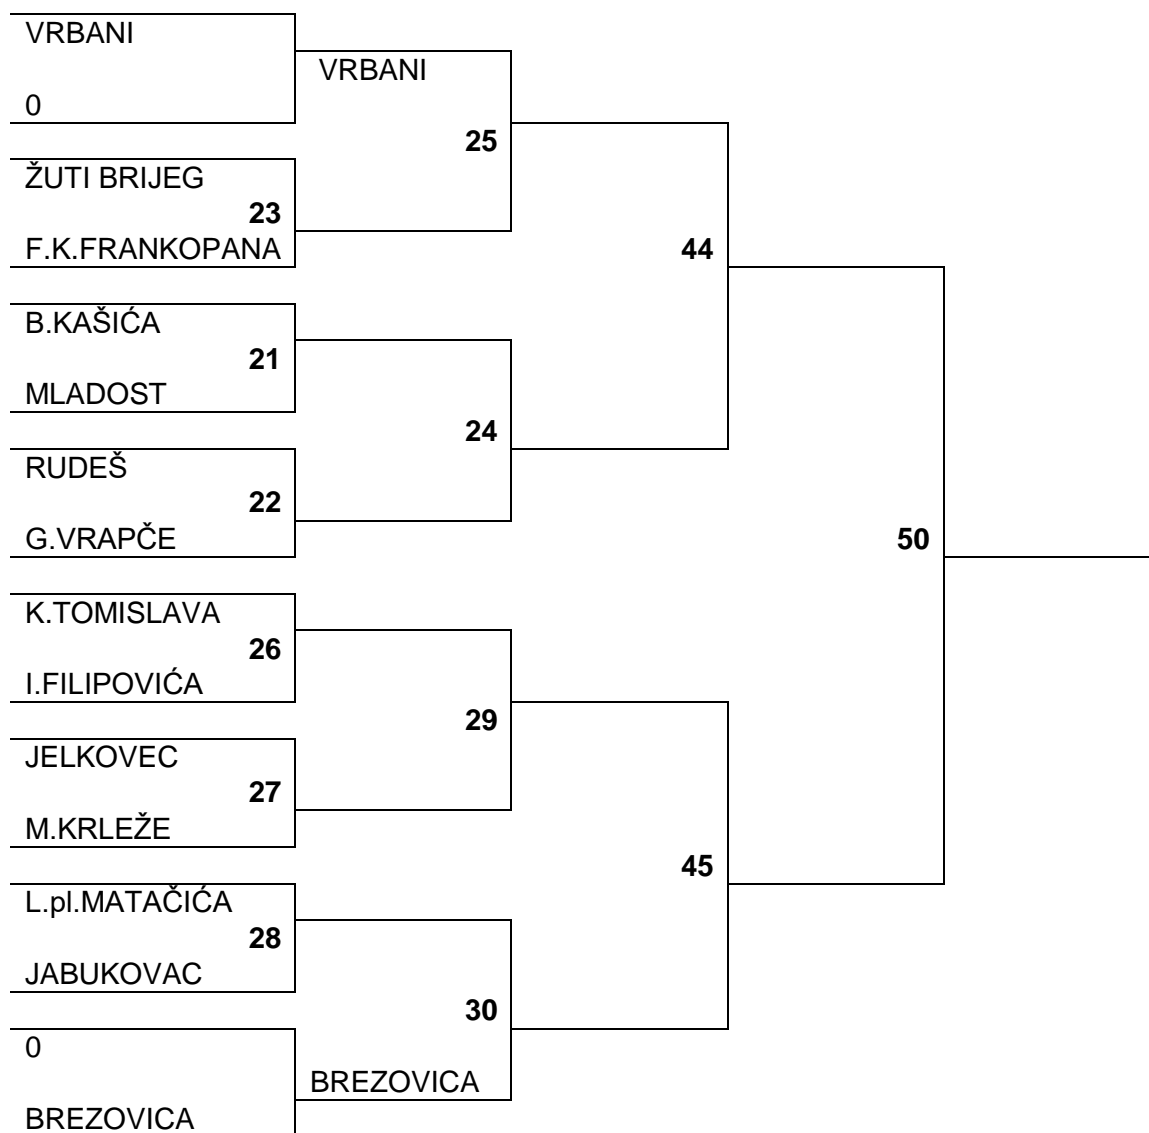 VRBANI
VRBANI
0
25
ŽUTI BRIJEG
23
F.K.FRANKOPANA
44
B.KAŠIĆA
21
MLADOST
24
RUDEŠ
22
G.VRAPČE
50
K.TOMISLAVA
26
I.FILIPOVIĆA
29
JELKOVEC
27
M.KRLEŽE
45
L.pl.MATAČIĆA
28
JABUKOVAC
30
0
BREZOVICA
BREZOVICA